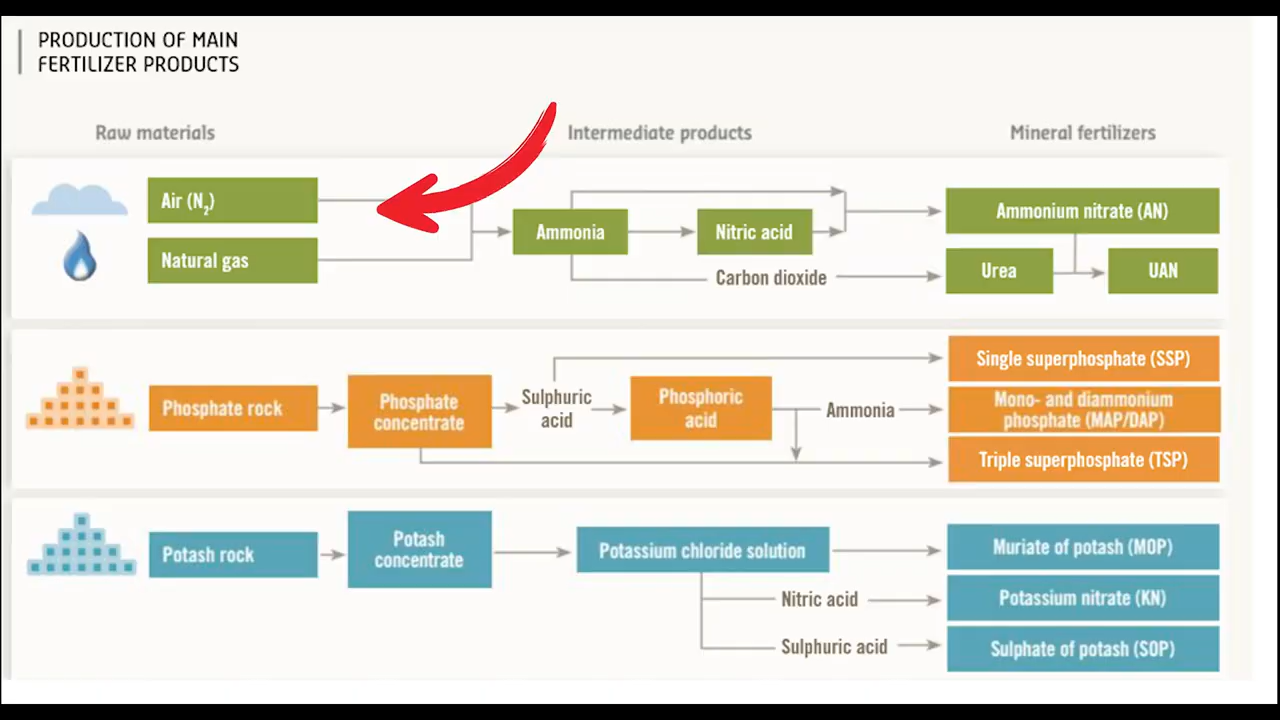 PRODUCTION OF MAIN
FERTILIZER PRODUCTS
Raw materials
Intermediate products
Mineral fertilizers
Air (N₂)
Natural gas
Ammonia
Nitric acid
Carbon dioxide
Ammonium nitrate (AN)
Urea
UAN
Phosphate rock
Phosphate
concentrate
Sulphuric
acid
Phosphoric
acid
Ammonia
Single superphosphate (SSP)
Mono- and diammonium
phosphate (MAP/DAP)
Triple superphosphate (TSP)
Potash rock
Potash
concentrate
Potassium chloride solution
Nitric acid
Sulphuric acid
Muriate of potash (MOP)
Potassium nitrate (KN)
Sulphate of potash (SOP)